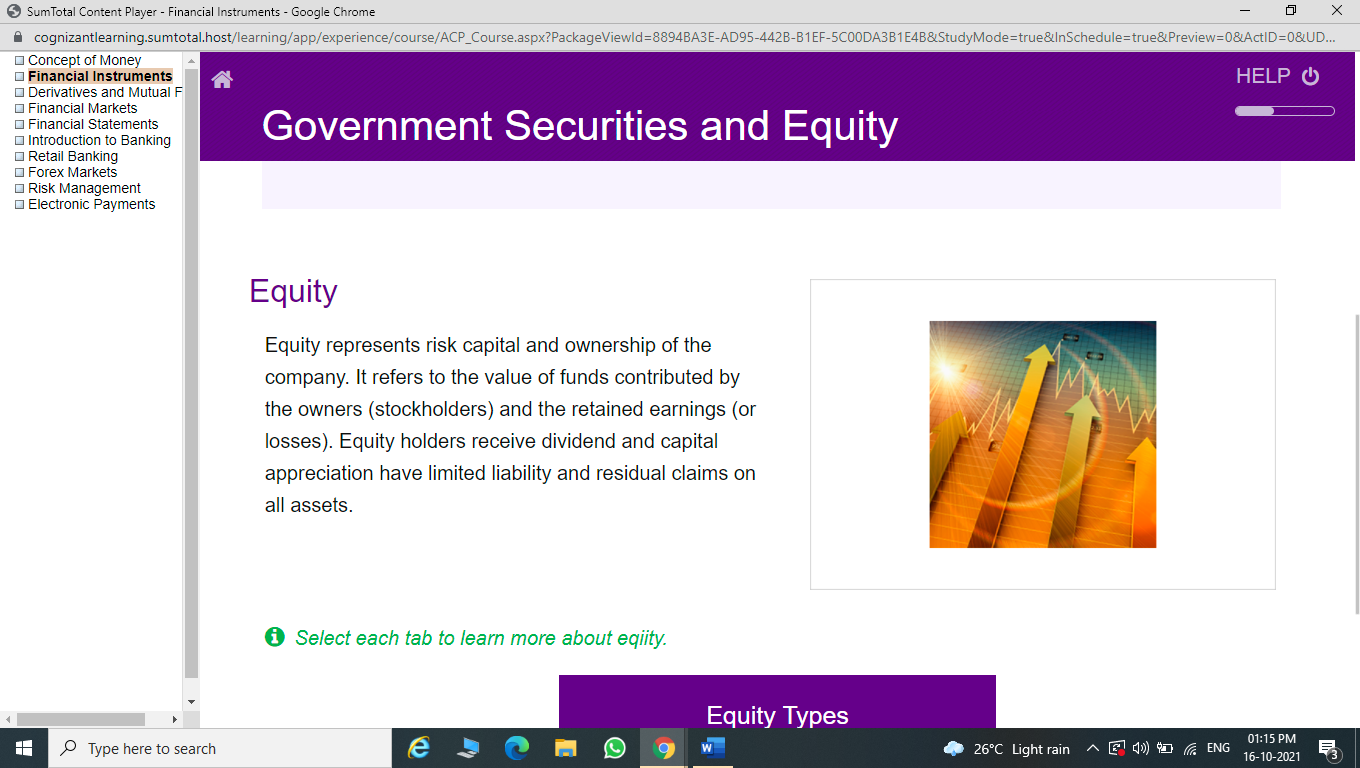 SumTotal Content Player - Financial Instruments - Google Chrome
cognizantlearning.sumtotal.host/learning/app/experience/course/ACP_Course.aspx?PackageViewId=8894BA3E-AD95-442B-B1EF-5C00DA3B1E4B&StudyMode=true&InSchedule=true&Preview=0&ActID=0&UD...
Concept of Money
Financial Instruments
Derivatives and Mutual F
Financial Markets
Financial Statements
Introduction to Banking
Retail Banking
Forex Markets
Risk Management
Electronic Payments
HELP
Government Securities and Equity
Equity
Equity represents risk capital and ownership of the
company. It refers to the value of funds contributed by
the owners (stockholders) and the retained earnings (or
losses). Equity holders receive dividend and capital
appreciation have limited liability and residual claims on
all assets.
Select each tab to learn more about eqiity.
Equity Types
Type here to search
26°C Light rain
ENG
01:15 PM
16-10-2021
3